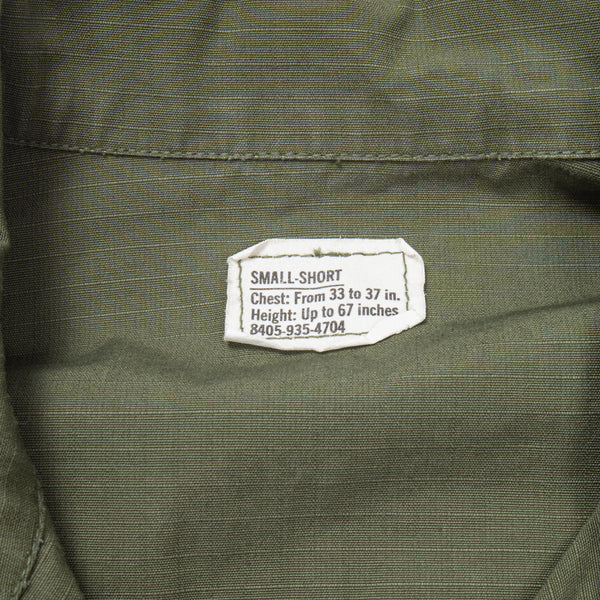 SMALL-SHORT
Chest: From 33 to 37 in.
Height: Up to 67 inches
8405-935-4704